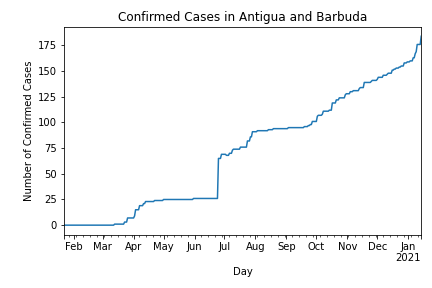 Confirmed Cases in Antigua and Barbuda
Number of Confirmed Cases
175
150
125
100
75
50
25
0
Feb Mar Apr May Jun Jul Aug Sep Oct Nov Dec Jan
2021
Day